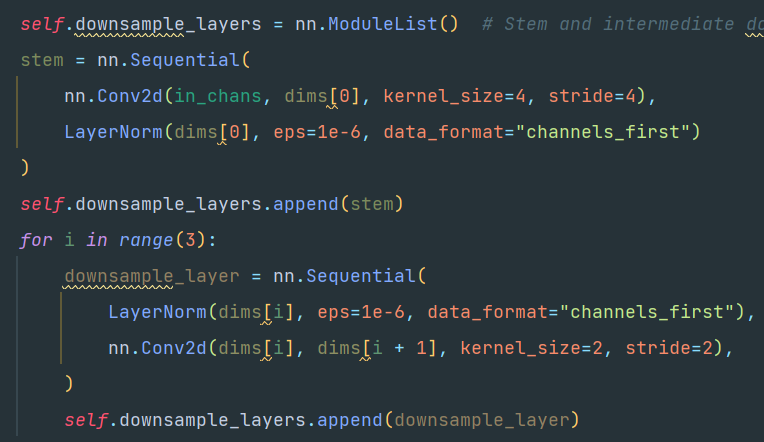 self.downsample_layers = nn.ModuleList()  # Stem and intermediate
stem = nn.Sequential(
    nn.Conv2d(in_chans, dims[0], kernel_size=4, stride=4),
    LayerNorm(dims[0], eps=1e-6, data_format="channels_first")
)
self.downsample_layers.append(stem)
for i in range(3):
    downsample_layer = nn.Sequential(
        LayerNorm(dims[i], eps=1e-6, data_format="channels_first"),
        nn.Conv2d(dims[i], dims[i + 1], kernel_size=2, stride=2),
    )
    self.downsample_layers.append(downsample_layer)